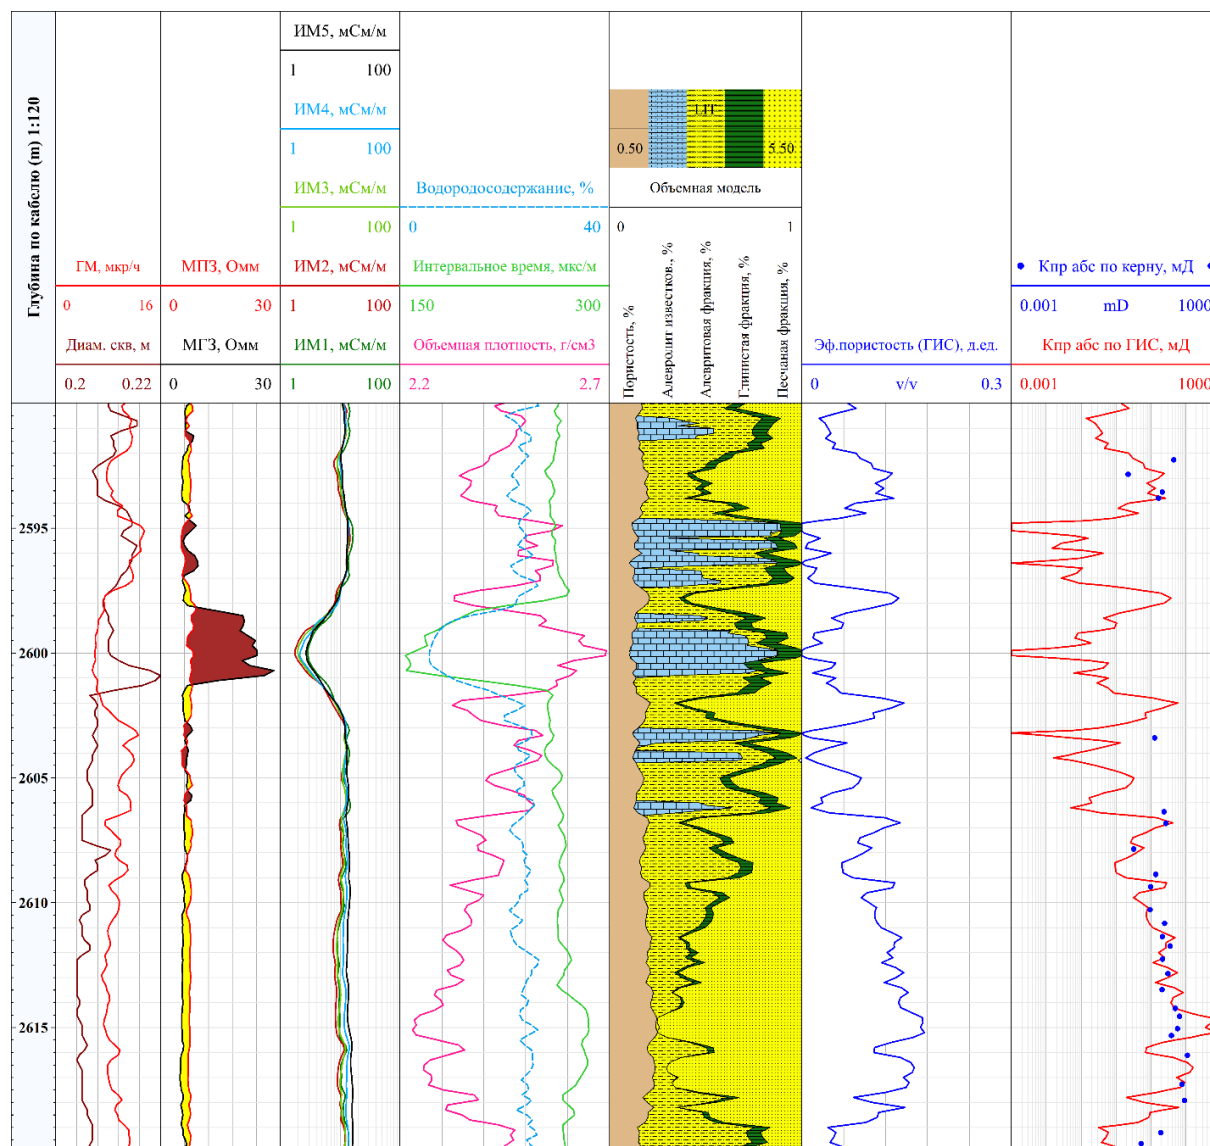 Глубина по кабелю (m) 1:120
ГМ, мкр/ч
0 16
Диам. скв, м
0.2 0.22
МПЗ, Омм
0 30
МГЗ, Омм
0 30
ИМ5, мСм/м
1 100
ИМ4, мСм/м
1 100
ИМ3, мСм/м
1 100
ИМ2, мСм/м
1 100
ИМ1, мСм/м
1 100
Водородосодержание, %
0 40
Интервальное время, мкс/м
150 300
Объемная плотность, г/см3
2.2 2.7
LIT
0.50 5.50
Объемная модель
0 1
Пористость, %
Алевролит известков., %
Алевритовая фракция, %
Глинистая фракция, %
Песчаная фракция, %
Эф.пористость (ГИС), д.ед.
0 v/v 0.3
Кпр абс по керну, мД
0.001 mD 1000
Кпр абс по ГИС, мД
0.001 1000
2595
2600
2605
2610
2615